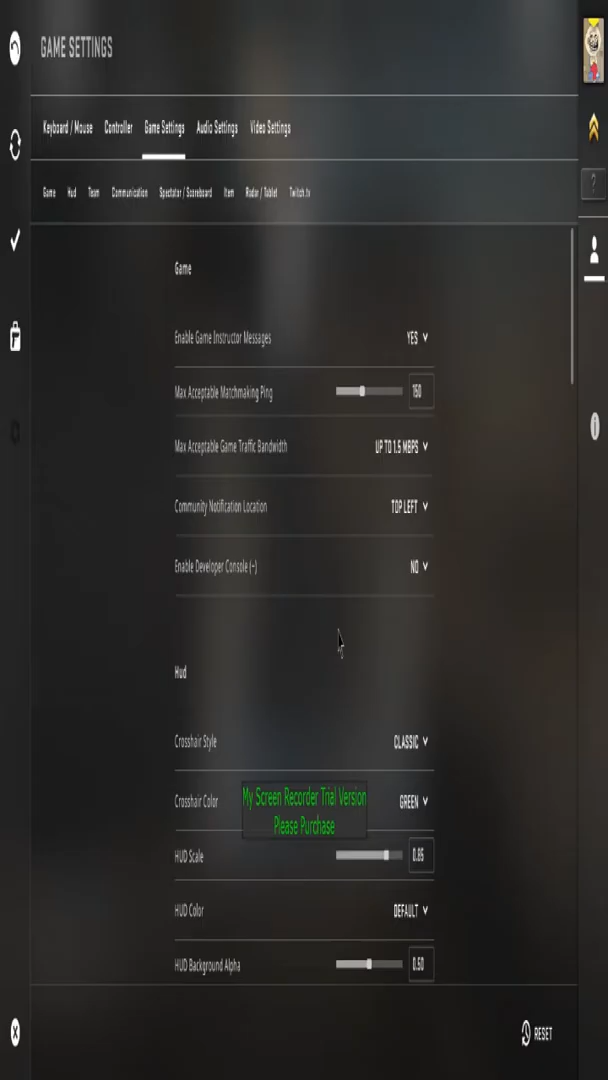 GAME SETTINGS
Keyboard / Mouse Controller Game Settings Audio Settings Video Settings
Game Hud Team Communication Spectator / Scoreboard Item Radar / Tablet Twitch.tv
Game
Enable Game Instructor Messages YES
Max Acceptable Matchmaking Ping 150
Max Acceptable Game Traffic Bandwidth UP TO 1.5 MBPS
Community Notification Location TOP LEFT
Enable Developer Console (~) NO
Hud
Crosshair Style CLASSIC
Crosshair Color GREEN
My Screen Recorder Trial Version
Please Purchase
HUD Scale 0.85
HUD Color DEFAULT
HUD Background Alpha 0.50
RESET